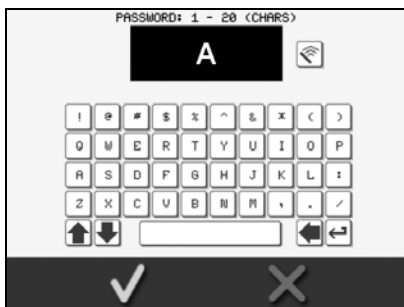 PASSWORD: 1 - 20 (CHARS)
A
! @ # $ % ^ & * ( )
Q W E R T Y U I O P
A S D F G H J K L :
Z X C V B N M , . /